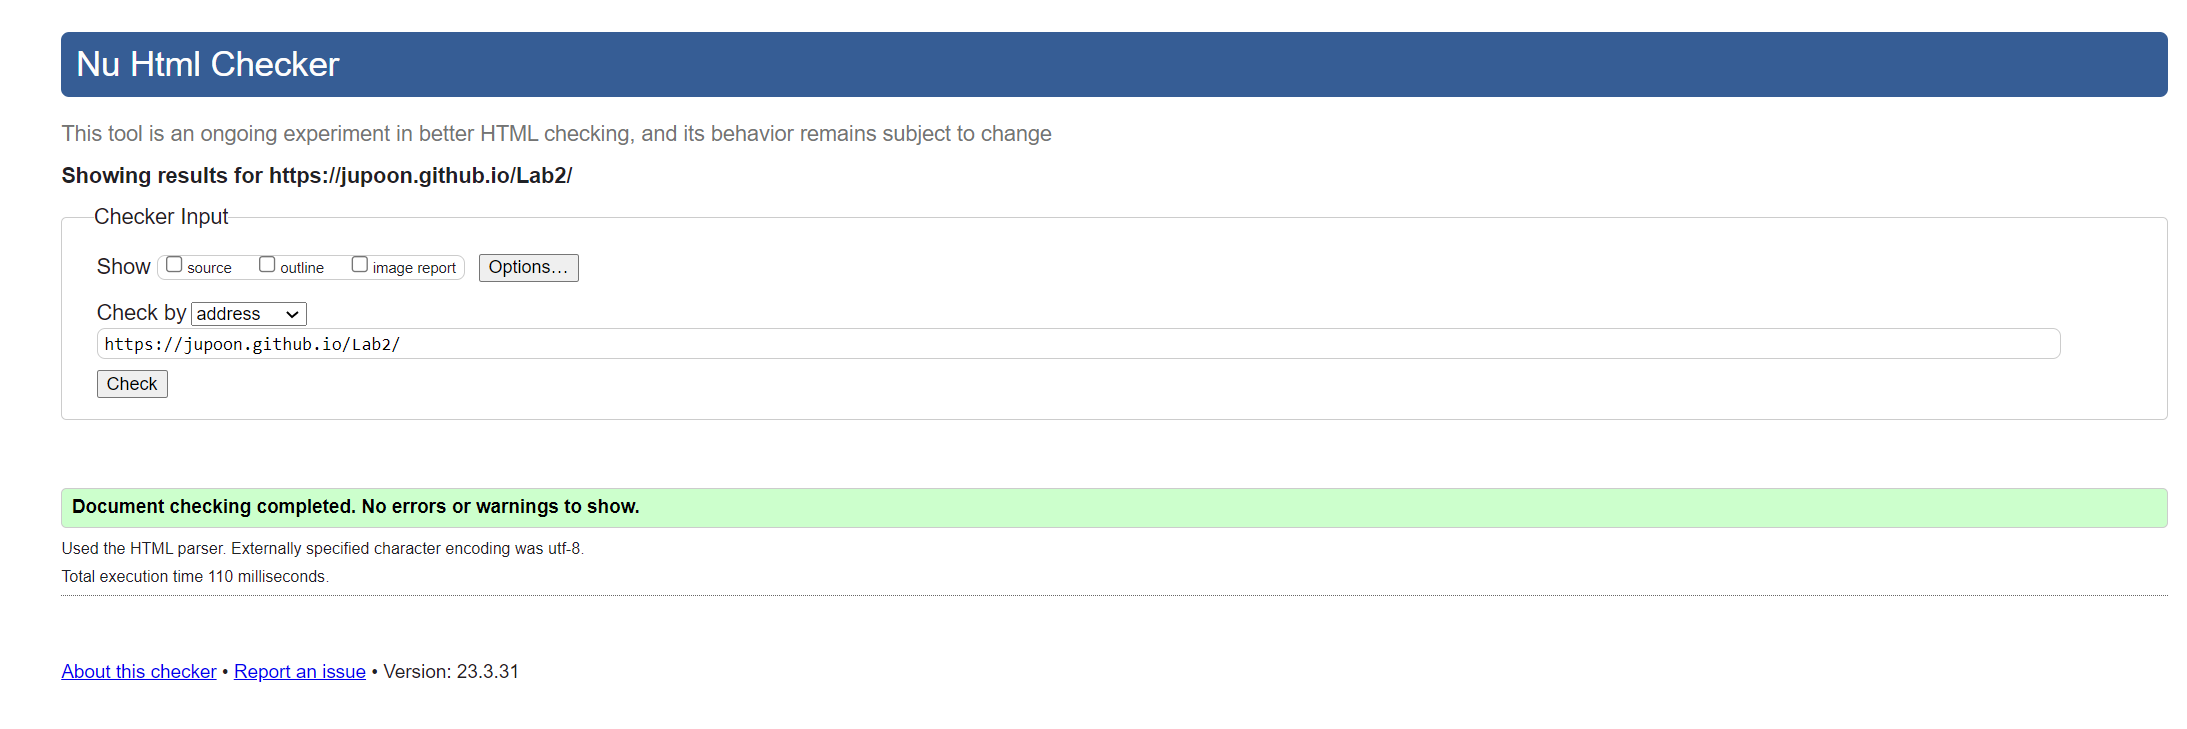 Nu Html Checker
This tool is an ongoing experiment in better HTML checking, and its behavior remains subject to change
Showing results for https://jupoon.github.io/Lab2/
Checker Input
Show source outline image report Options…
Check by address
https://jupoon.github.io/Lab2/
Check
Document checking completed. No errors or warnings to show.
Used the HTML parser. Externally specified character encoding was utf-8.
Total execution time 110 milliseconds.
About this checker • Report an issue • Version: 23.3.31